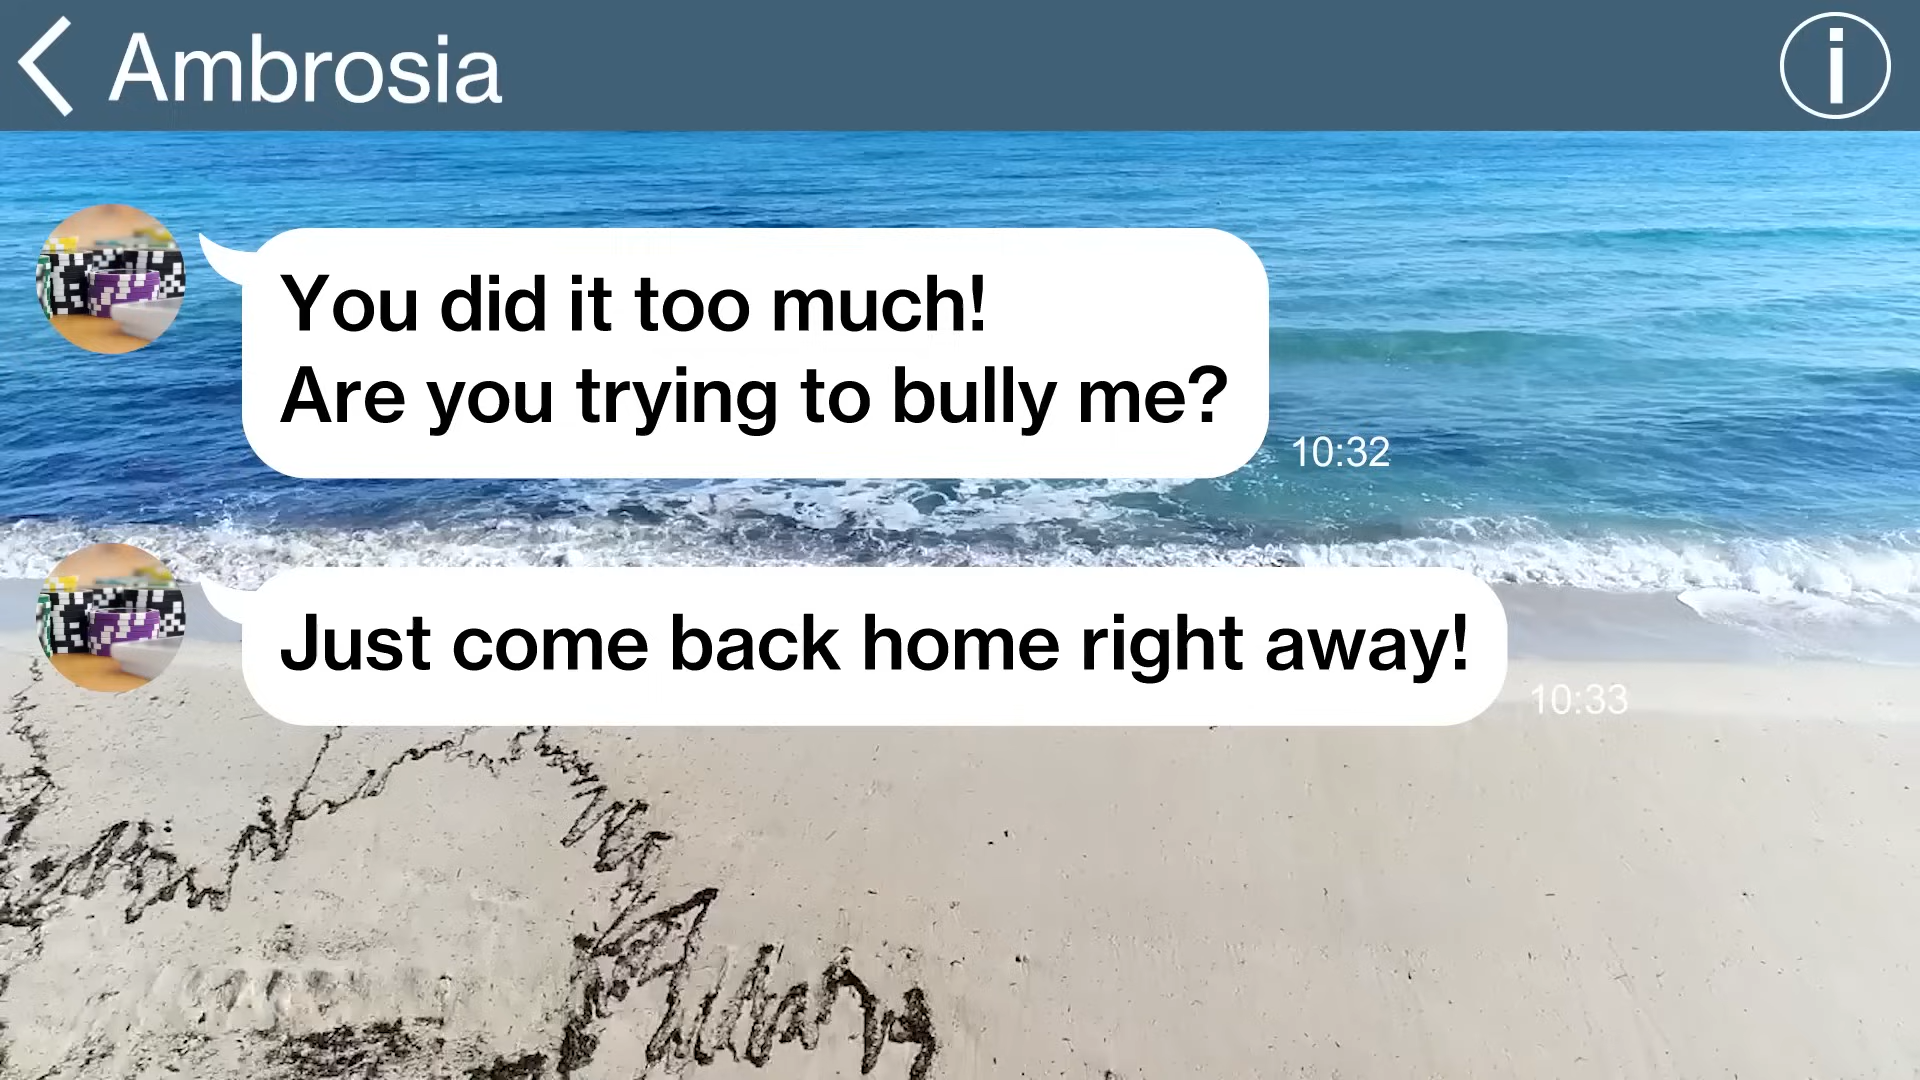 Ambrosia
You did it too much!
Are you trying to bully me?
10:32
Just come back home right away!
10:33